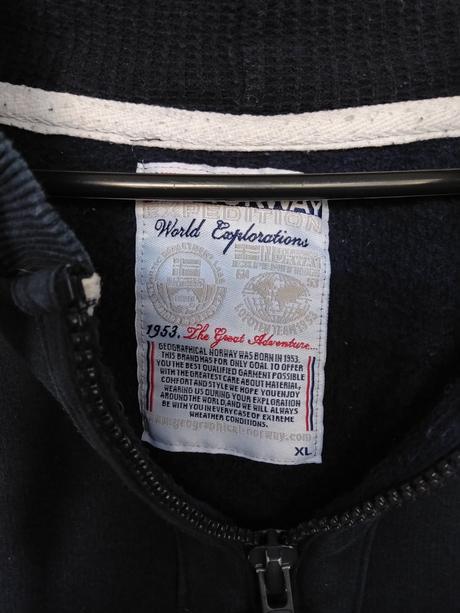 NORWAY
EXPEDITION
World Explorations
1953. The Great Adventure...
GEOGRAPHICAL NORWAY WAS BORN IN 1953.
THIS BRAND HAS FOR ONLY GOAL TO OFFER
YOU THE BEST QUALIFIED GARMENT POSSIBLE
WITH THE GREATEST CARE ABOUT MATERIAL,
COMFORT AND STYLE WE HOPE YOU ENJOY
WEARING US DURING YOUR EXPLORATION
AROUND THE WORLD, AND WE WILL ALWAYS
BE WITH YOU IN EVERY CASE OF EXTREME
WHEATHER CONDITIONS.
geographical-norway.com
XL